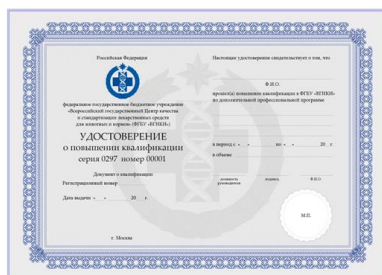 Российская Федерация
федеральное государственное бюджетное учреждение
«Всероссийский государственный Центр качества
и стандартизации лекарственных средств
для животных и кормов» (ФГБУ «ВГНКИ»)
УДОСТОВЕРЕНИЕ
о повышении квалификации
серия 0297 номер 00001
Документ о квалификации
Регистрационный номер
Дата выдачи « » 20 г.
г. Москва
Настоящее удостоверение свидетельствует о том, что
Ф.И.О.
прошел(а) повышение квалификации в ФГБУ «ВГНКИ»
по дополнительной профессиональной программе
в период с « » по « » 20 г.
в объеме
должность руководителя подпись Ф.И.О.
М.П.